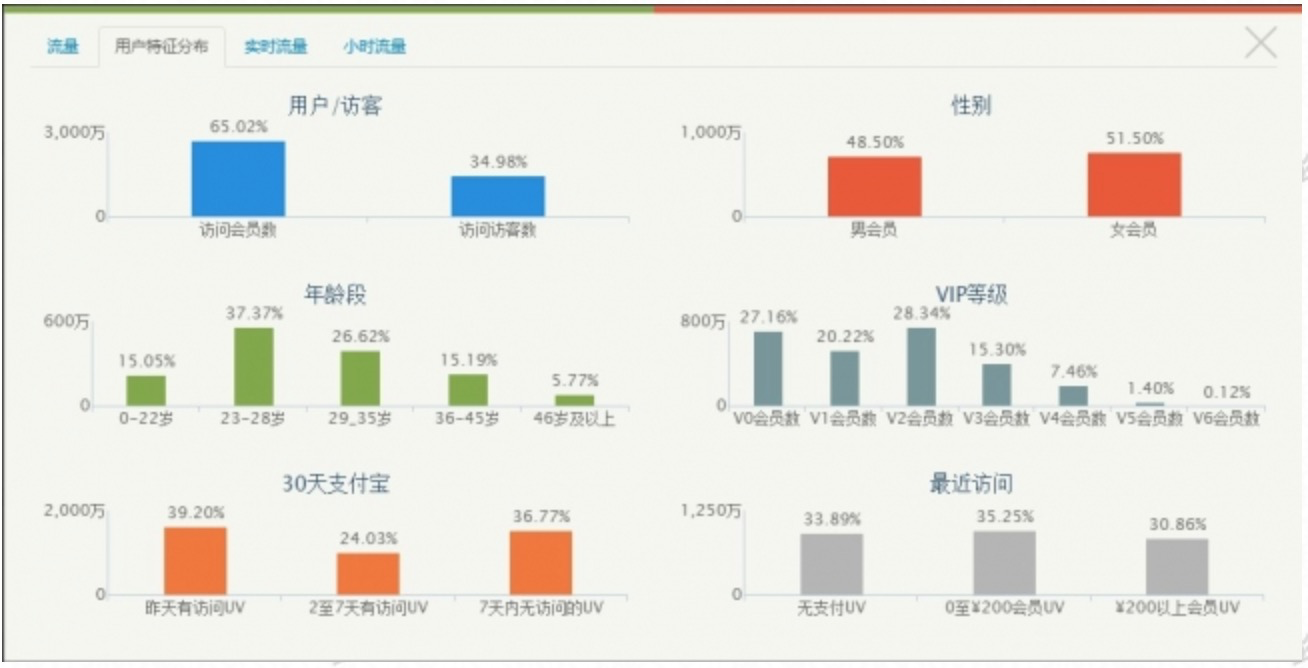 流量 用户特征分布 实时流量 小时流量
用户/访客
3,000万 65.02% 34.98%
0
访问会员数 访问访客数
性别
1,000万 48.50% 51.50%
0
男会员 女会员
年龄段
600万 15.05% 37.37% 26.62% 15.19% 5.77%
0
0-22岁 23-28岁 29_35岁 36-45岁 46岁及以上
VIP等级
800万 27.16% 20.22% 28.34% 15.30% 7.46% 1.40% 0.12%
0
V0会员数 V1会员数 V2会员数 V3会员数 V4会员数 V5会员数 V6会员数
30天支付宝
2,000万 39.20% 24.03% 36.77%
0
昨天有访问UV 2至7天有访问UV 7天内无访问的UV
最近访问
1,250万 33.89% 35.25% 30.86%
0
无支付UV 0至¥200会员UV ¥200以上会员UV